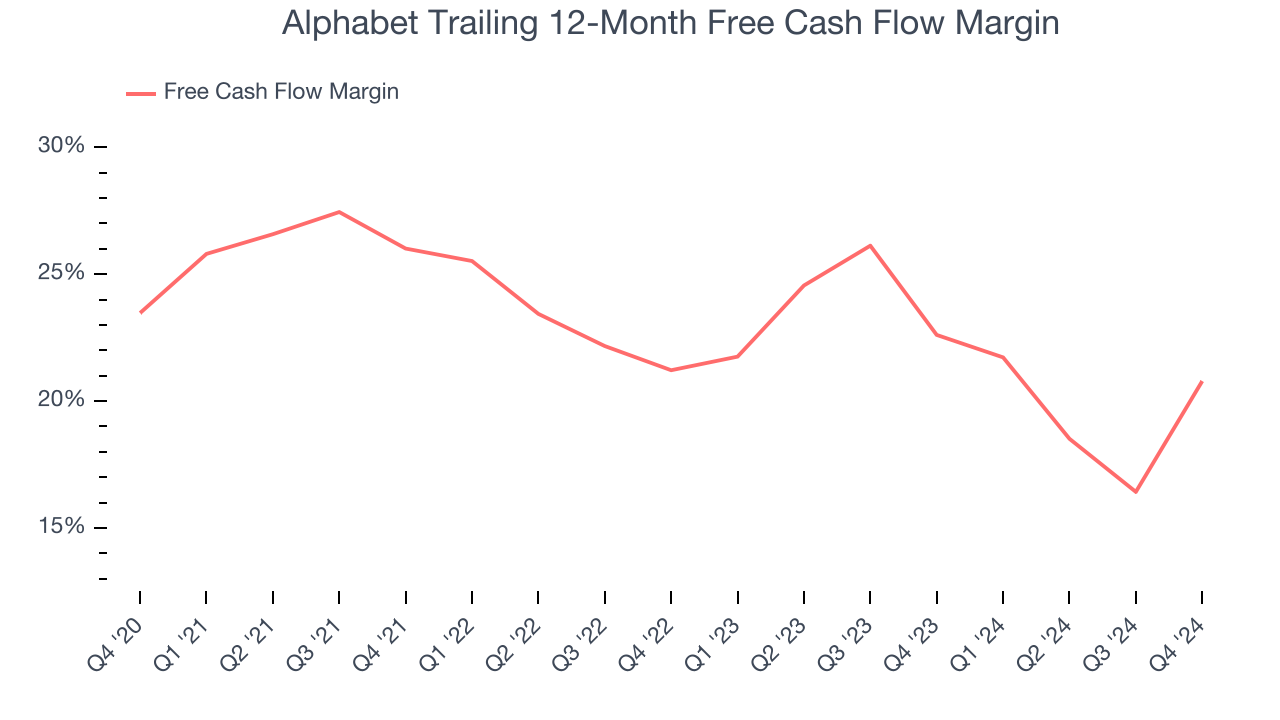 Alphabet Trailing 12-Month Free Cash Flow Margin
Free Cash Flow Margin
30%
25%
20%
15%
Q4 '20
Q1 '21
Q2 '21
Q3 '21
Q4 '21
Q1 '22
Q2 '22
Q3 '22
Q4 '22
Q1 '23
Q2 '23
Q3 '23
Q4 '23
Q1 '24
Q2 '24
Q3 '24
Q4 '24